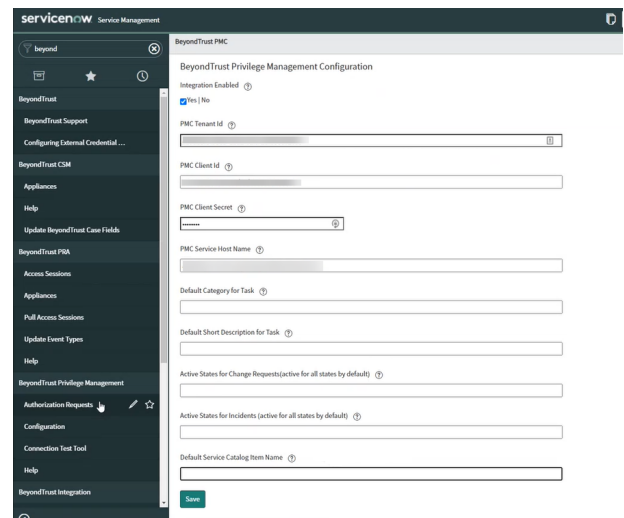 servicenow Service Management
beyond
BeyondTrust
BeyondTrust Support
Configuring External Credential ...
BeyondTrust CSM
Appliances
Help
Update BeyondTrust Case Fields
BeyondTrust PRA
Access Sessions
Appliances
Pull Access Sessions
Update Event Types
Help
BeyondTrust Privilege Management
Authorization Requests
Configuration
Connection Test Tool
Help
BeyondTrust Integration
BeyondTrust PMC
BeyondTrust Privilege Management Configuration
Integration Enabled
Yes | No
PMC Tenant Id
PMC Client Id
PMC Client Secret
PMC Service Host Name
Default Category for Task
Default Short Description for Task
Active States for Change Requests(active for all states by default)
Active States for Incidents (active for all states by default)
Default Service Catalog Item Name
Save